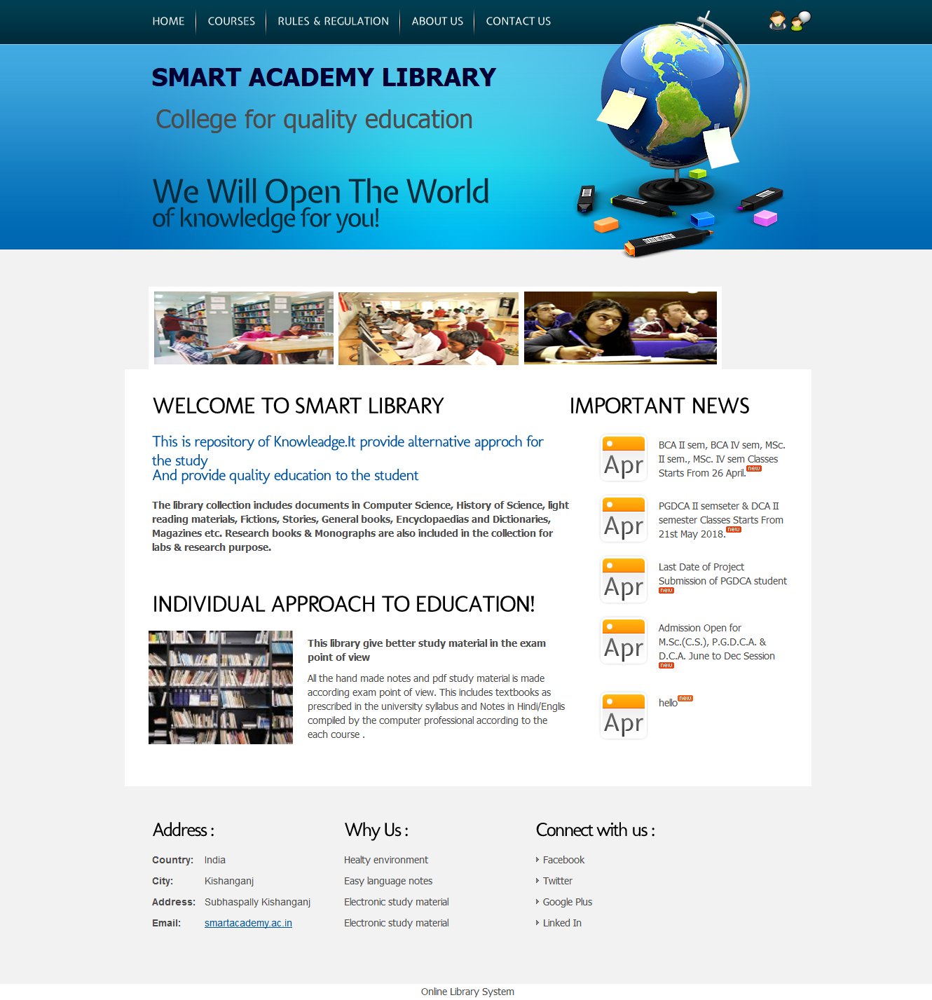 HOME
COURSES
RULES & REGULATION
ABOUT US
CONTACT US
SMART ACADEMY LIBRARY
College for quality education
We Will Open The World
of knowledge for you!
WELCOME TO SMART LIBRARY
This is repository of Knowleadge.It provide alternative approch for
the study
And provide quality education to the student
The library collection includes documents in Computer Science, History of Science, light
reading materials, Fictions, Stories, General books, Encyclopaedias and Dictionaries,
Magazines etc. Research books & Monographs are also included in the collection for
labs & research purpose.
INDIVIDUAL APPROACH TO EDUCATION!
This library give better study material in the exam
point of view
All the hand made notes and pdf study material is made
according exam point of view. This includes textbooks as
prescribed in the university syllabus and Notes in Hindi/Englis
compiled by the computer professional according to the
each course .
IMPORTANT NEWS
Apr
BCA II sem, BCA IV sem, MSc.
II sem., MSc. IV sem Classes
Starts From 26 April. new
Apr
PGDCA II semseter & DCA II
semester Classes Starts From
21st May 2018. new
Apr
Last Date of Project
Submission of PGDCA student
new
Apr
Admission Open for
M.Sc.(C.S.), P.G.D.C.A. &
D.C.A. June to Dec Session
new
Apr
hello new
Address :
Country: India
City: Kishanganj
Address: Subhaspally Kishanganj
Email: smartacademy.ac.in
Why Us :
Healty environment
Easy language notes
Electronic study material
Electronic study material
Connect with us :
Facebook
Twitter
Google Plus
Linked In
Online Library System